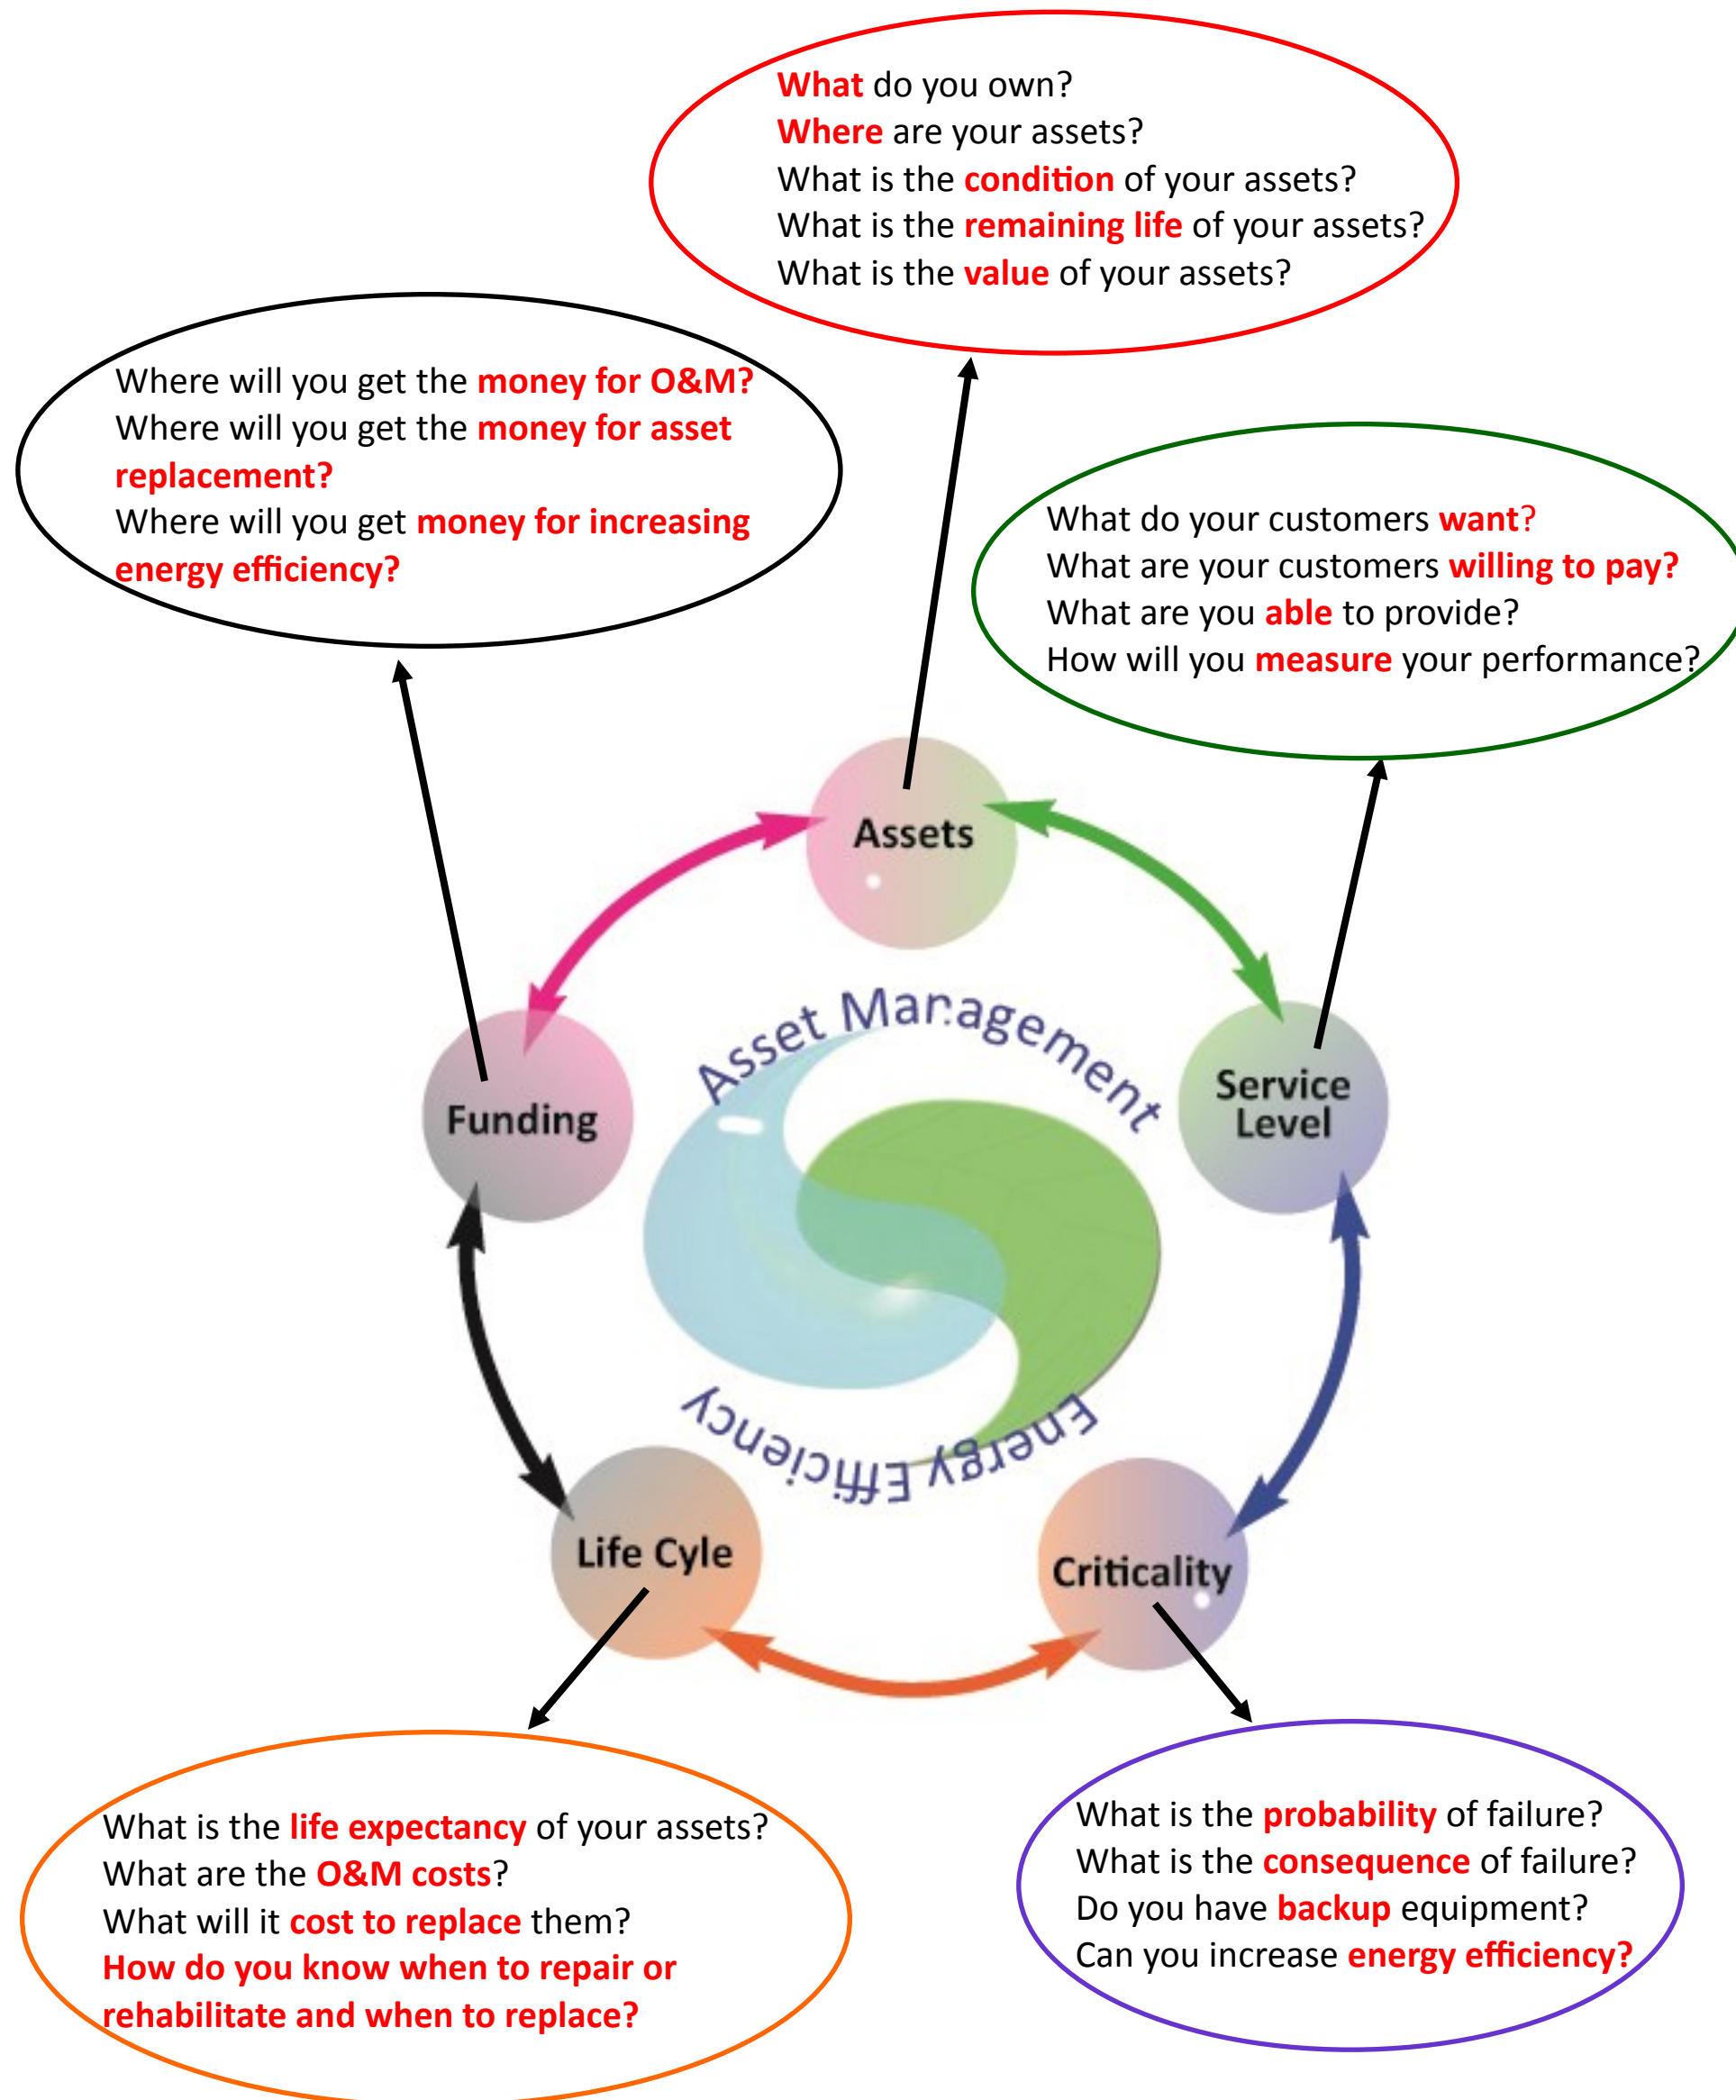 What do you own?
Where are your assets?
What is the condition of your assets?
What is the remaining life of your assets?
What is the value of your assets?
Where will you get the money for O&M?
Where will you get the money for asset
replacement?
Where will you get money for increasing
energy efficiency?
What do your customers want?
What are your customers willing to pay?
What are you able to provide?
How will you measure your performance?
Assets
Asset Management
Service
Level
Funding
Energy Efficiency
Life Cyle
Criticality
What is the life expectancy of your assets?
What are the O&M costs?
What will it cost to replace them?
How do you know when to repair or
rehabilitate and when to replace?
What is the probability of failure?
What is the consequence of failure?
Do you have backup equipment?
Can you increase energy efficiency?